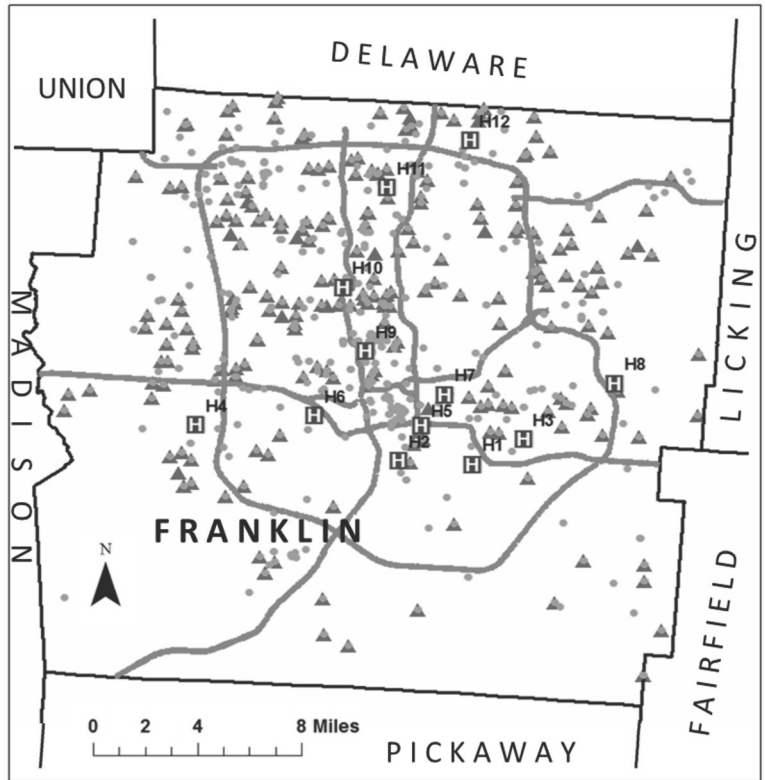 DELAWARE
UNION
H12
H11
LICKING
H10
MADISON
H9
H8
H7
H6
H4
H5
H3
H2
H1
FRANKLIN
N
FAIRFIELD
0 2 4 8 Miles
PICKAWAY